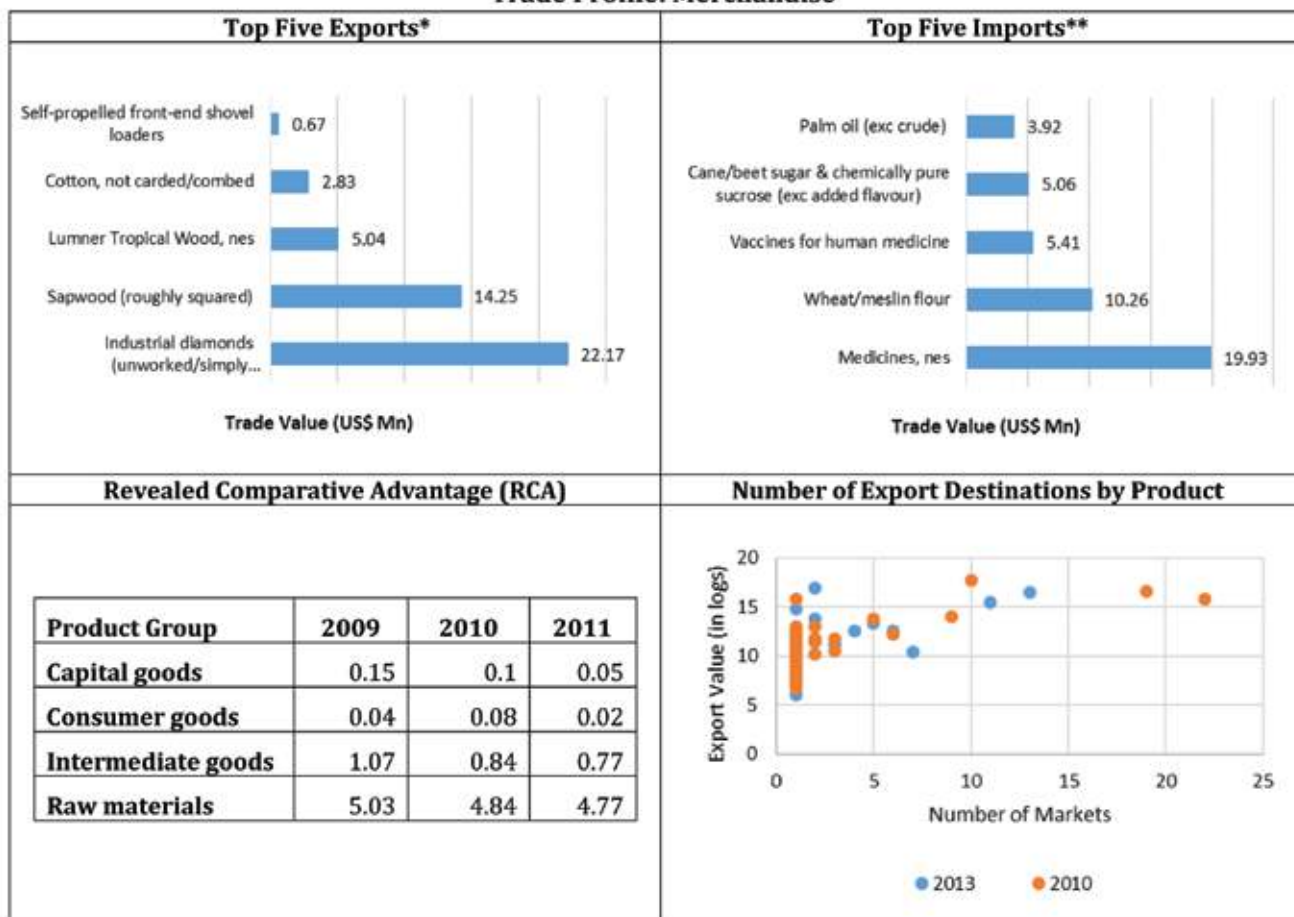 Top Five Exports*
Self-propelled front-end shovel
loaders
0.67
Cotton, not carded/combed
2.83
Lumner Tropical Wood, nes
5.04
Sapwood (roughly squared)
14.25
Industrial diamonds
(unworked/simply...
22.17
Trade Value (US$ Mn)
Top Five Imports**
Palm oil (exc crude)
3.92
Cane/beet sugar & chemically pure
sucrose (exc added flavour)
5.06
Vaccines for human medicine
5.41
Wheat/meslin flour
10.26
Medicines, nes
19.93
Trade Value (US$ Mn)
Revealed Comparative Advantage (RCA)
Product Group 2009 2010 2011
Capital goods 0.15 0.1 0.05
Consumer goods 0.04 0.08 0.02
Intermediate goods 1.07 0.84 0.77
Raw materials 5.03 4.84 4.77
Number of Export Destinations by Product
Export Value (in logs)
20
15
10
5
0
0 5 10 15 20 25
Number of Markets
2013 2010